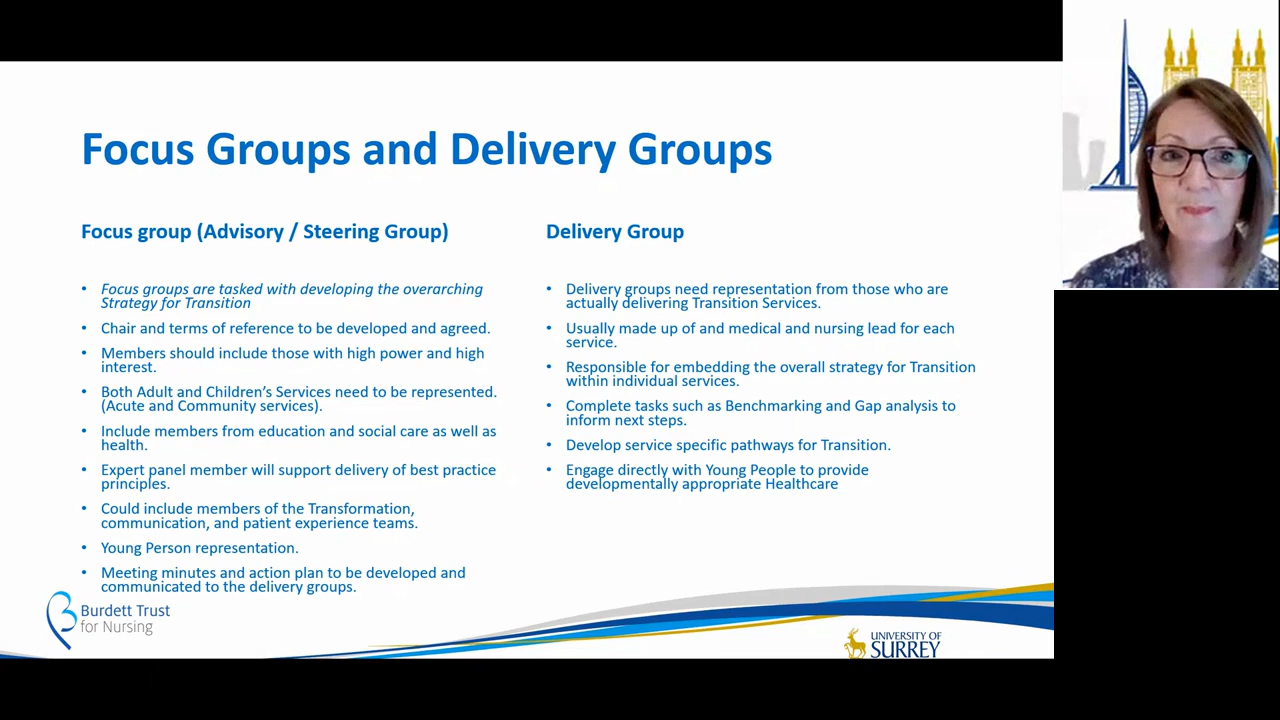 Focus Groups and Delivery Groups
Focus group (Advisory / Steering Group)
• Focus groups are tasked with developing the overarching
Strategy for Transition
• Chair and terms of reference to be developed and agreed.
• Members should include those with high power and high
interest.
• Both Adult and Children's Services need to be represented.
(Acute and Community services).
• Include members from education and social care as well as
health.
• Expert panel member will support delivery of best practice
principles.
• Could include members of the Transformation,
communication, and patient experience teams.
• Young Person representation.
• Meeting minutes and action plan to be developed and
communicated to the delivery groups.
Delivery Group
• Delivery groups need representation from those who are
actually delivering Transition Services.
• Usually made up of and medical and nursing lead for each
service.
• Responsible for embedding the overall strategy for Transition
within individual services.
• Complete tasks such as Benchmarking and Gap analysis to
inform next steps.
• Develop service specific pathways for Transition.
• Engage directly with Young People to provide
developmentally appropriate Healthcare
Burdett Trust
for Nursing
UNIVERSITY OF
SURREY